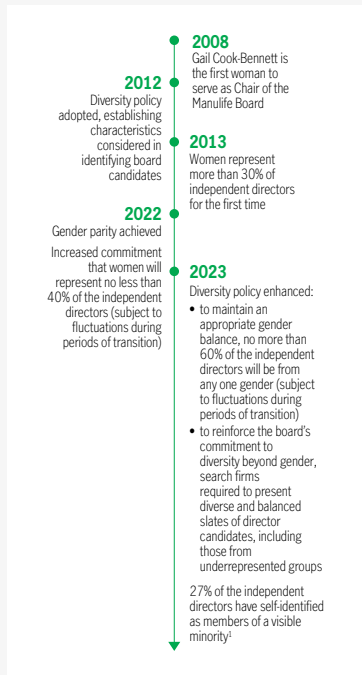 2008
Gail Cook-Bennett is
the first woman to
serve as Chair of the
Manulife Board
2012
Diversity policy
adopted, establishing
characteristics
considered in
identifying board
candidates
2013
Women represent
more than 30% of
independent directors
for the first time
2022
Gender parity achieved
Increased commitment
that women will
represent no less than
40% of the independent
directors (subject to
fluctuations during
periods of transition)
2023
Diversity policy enhanced:
• to maintain an
appropriate gender
balance, no more than
60% of the independent
directors will be from
any one gender (subject
to fluctuations during
periods of transition)
• to reinforce the board’s
commitment to
diversity beyond gender,
search firms
required to present
diverse and balanced
slates of director
candidates, including
those from
underrepresented groups
27% of the independent
directors have self-identified
as members of a visible
minority¹